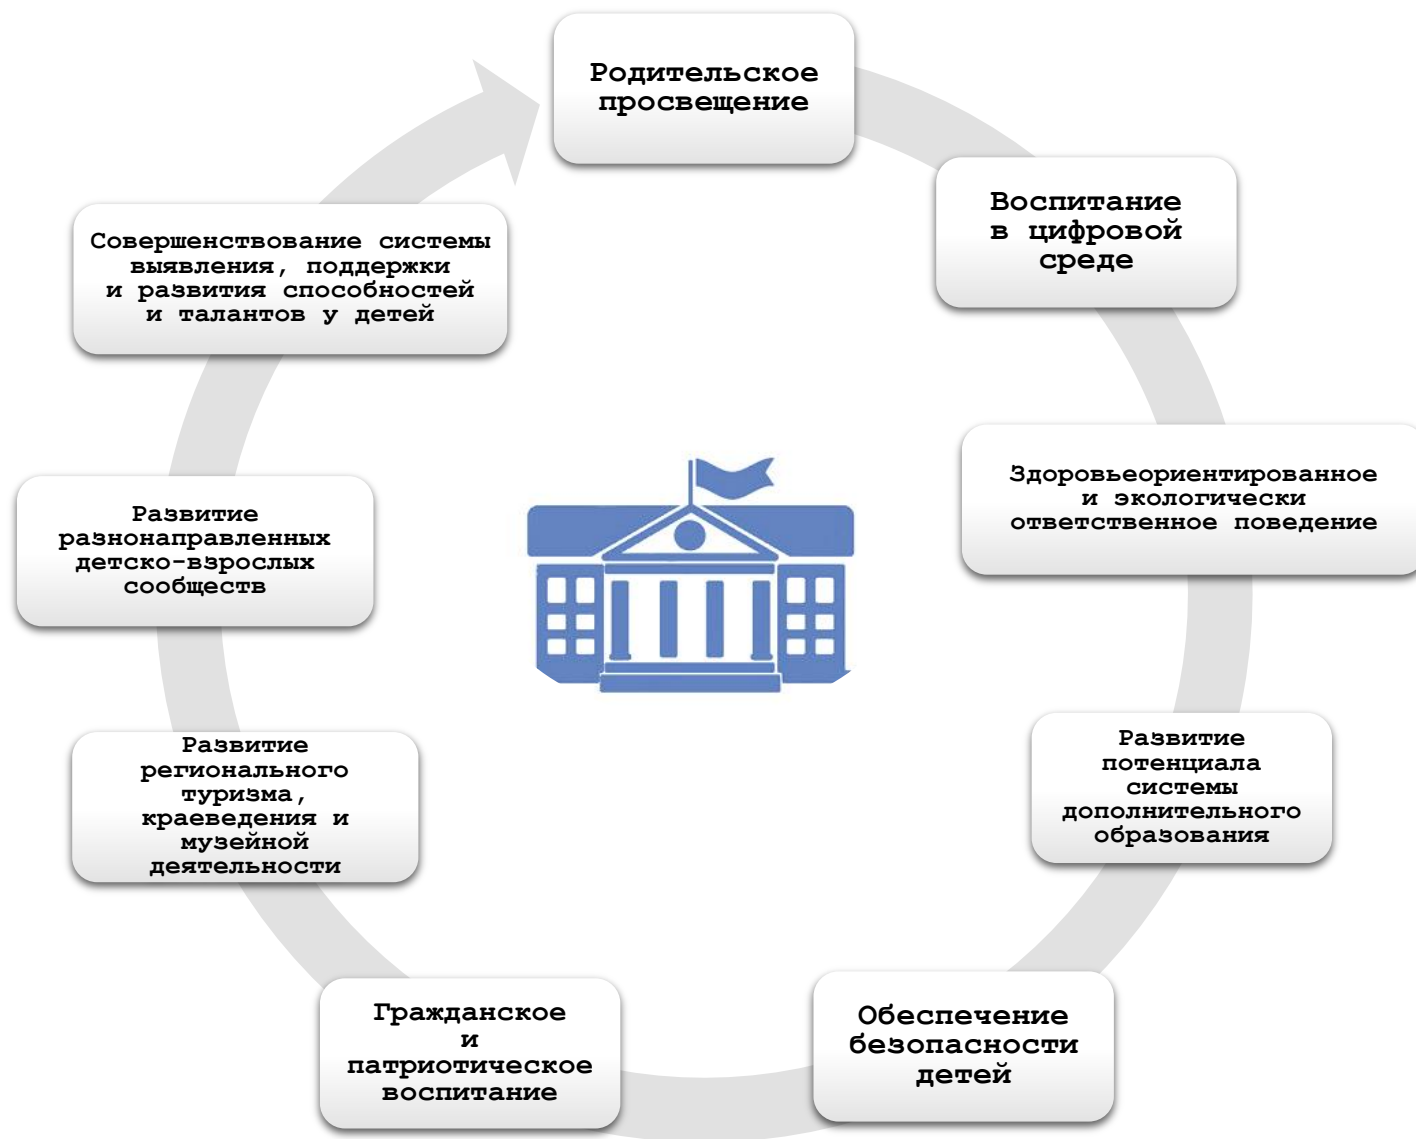 Родительское
просвещение
Воспитание
в цифровой
среде
Здоровьеориентированное
и экологически
ответственное поведение
Развитие
потенциала
системы
дополнительного
образования
Обеспечение
безопасности
детей
Гражданское
и
патриотическое
воспитание
Развитие
регионального
туризма,
краеведения и
музейной
деятельности
Развитие
разнонаправленных
детско-взрослых
сообществ
Совершенствование системы
выявления, поддержки
и развития способностей
и талантов у детей